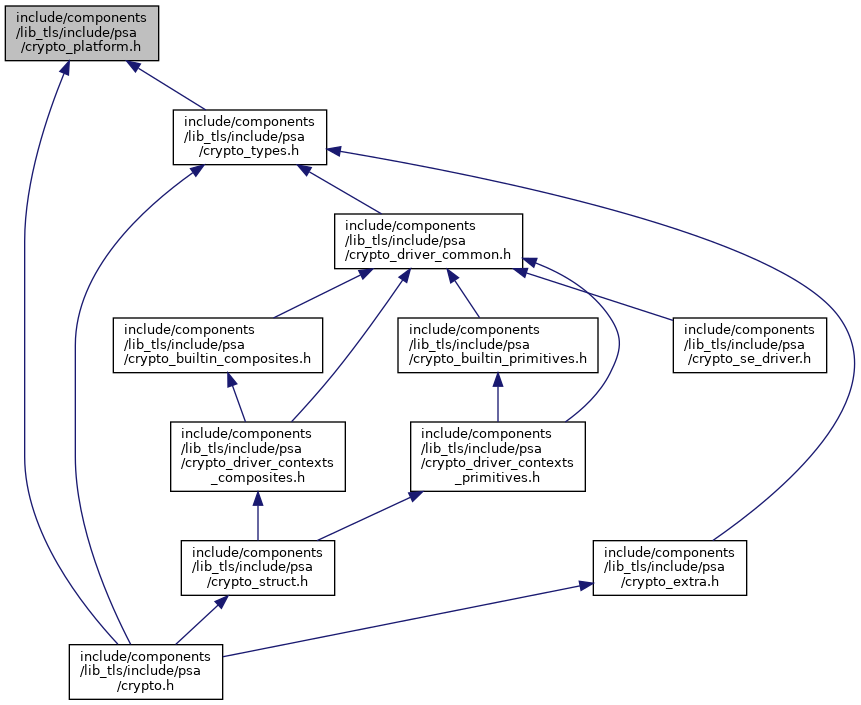 include/components
/lib_tls/include/psa
/crypto_platform.h
include/components
/lib_tls/include/psa
/crypto_types.h
include/components
/lib_tls/include/psa
/crypto_driver_common.h
include/components
/lib_tls/include/psa
/crypto_builtin_composites.h
include/components
/lib_tls/include/psa
/crypto_builtin_primitives.h
include/components
/lib_tls/include/psa
/crypto_se_driver.h
include/components
/lib_tls/include/psa
/crypto_driver_contexts
_composites.h
include/components
/lib_tls/include/psa
/crypto_driver_contexts
_primitives.h
include/components
/lib_tls/include/psa
/crypto_struct.h
include/components
/lib_tls/include/psa
/crypto_extra.h
include/components
/lib_tls/include/psa
/crypto.h